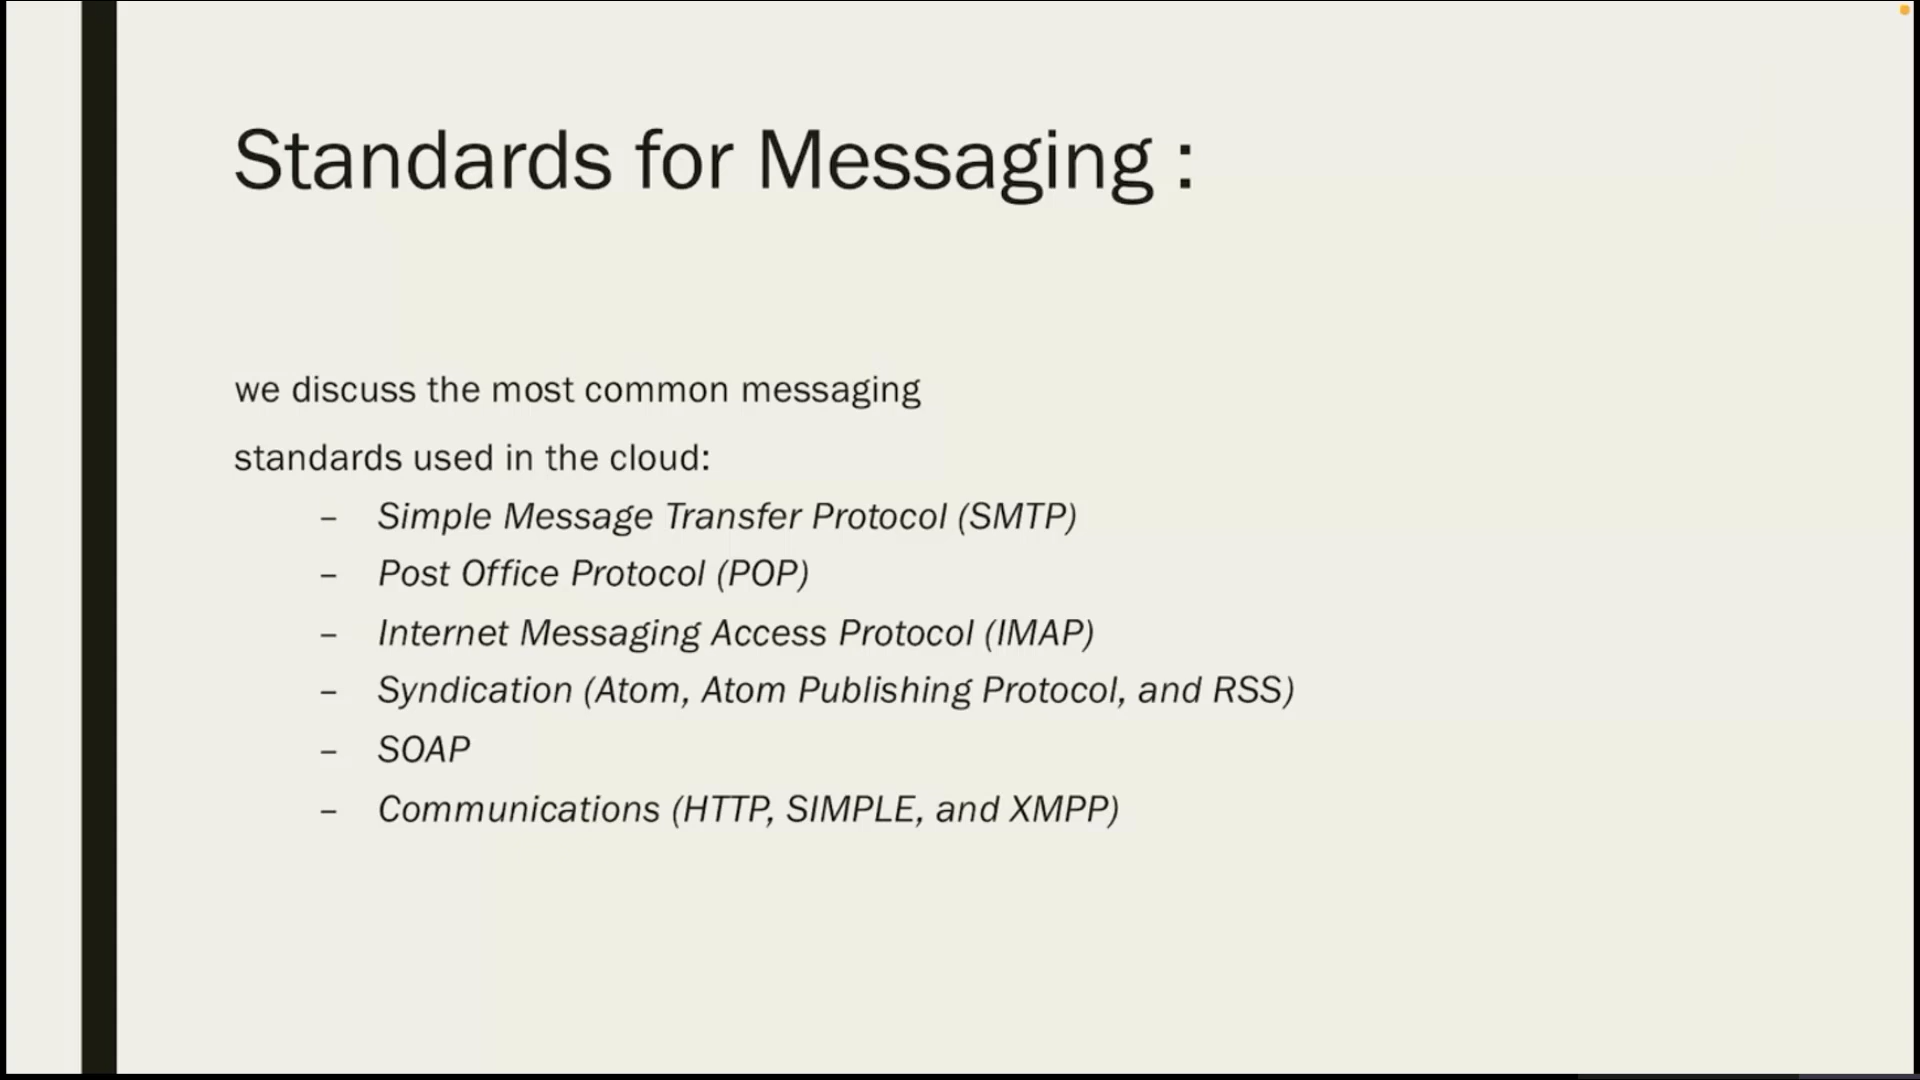 Standards for Messaging :
we discuss the most common messaging
standards used in the cloud:
– Simple Message Transfer Protocol (SMTP)
– Post Office Protocol (POP)
– Internet Messaging Access Protocol (IMAP)
– Syndication (Atom, Atom Publishing Protocol, and RSS)
– SOAP
– Communications (HTTP, SIMPLE, and XMPP)